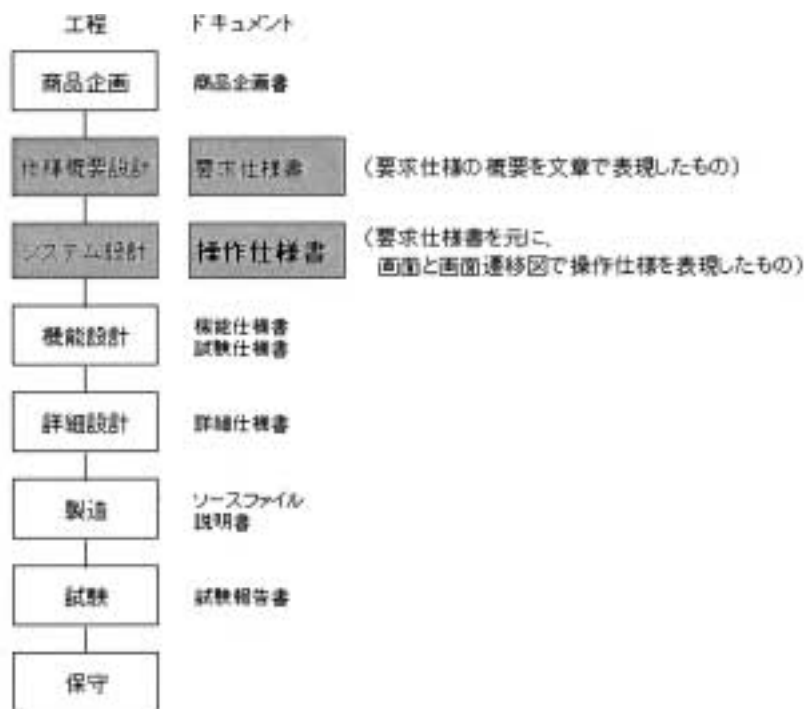 工程 ドキュメント
商品企画 商品企画書
仕様概要設計 要求仕様書 (要求仕様の概要を文章で表現したもの)
システム設計 操作仕様書 (要求仕様書を元に、
画面と画面遷移図で操作仕様を表現したもの)
機能設計 機能仕様書
試験仕様書
詳細設計 詳細仕様書
製造 ソースファイル
説明書
試験 試験報告書
保守